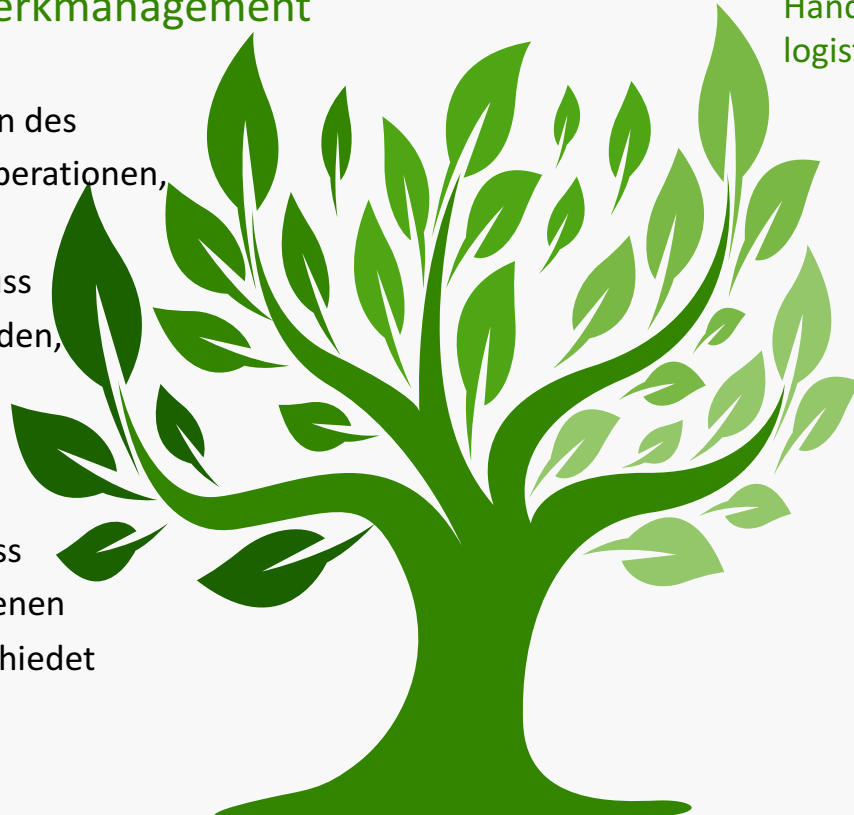 erkmanagement
n des
perationen,
ss
den,
ss
enen
hiedet
Hand
logist